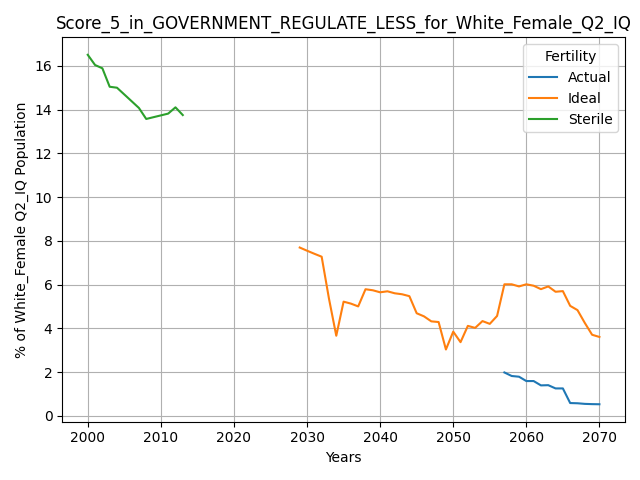 Score_5_in_GOVERNMENT_REGULATE_LESS_for_White_Female_Q2_IQ
Fertility
Actual
Ideal
Sterile
% of White_Female Q2_IQ Population
16
14
12
10
8
6
4
2
0
2000 2010 2020 2030 2040 2050 2060 2070
Years